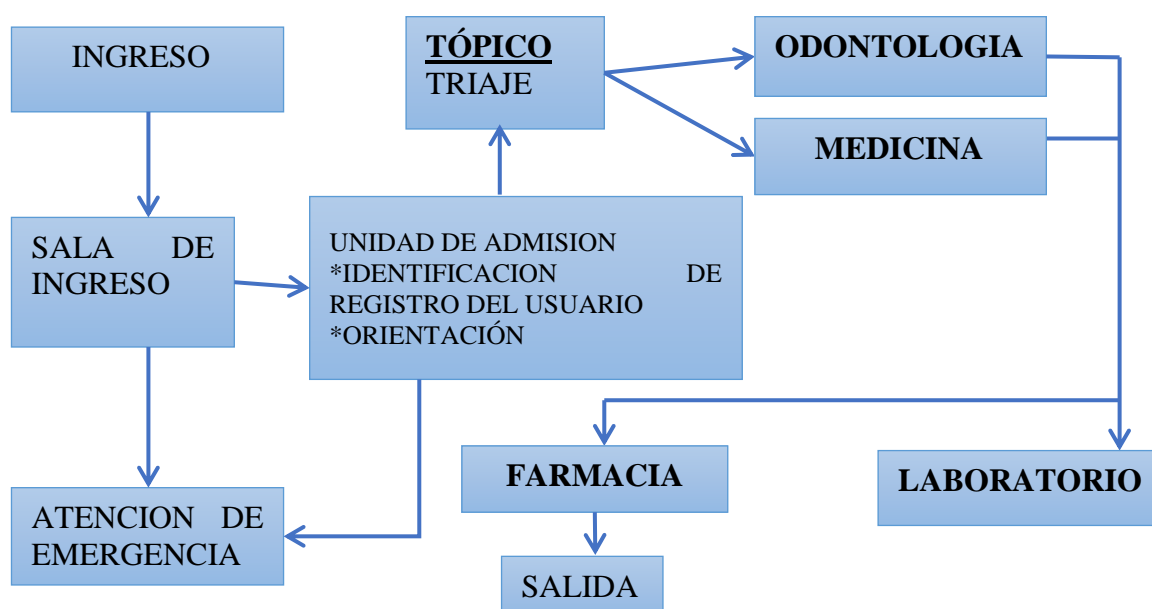 INGRESO
TÓPICO
TRIAJE
ODONTOLOGIA
MEDICINA
SALA DE
INGRESO
UNIDAD DE ADMISION
*IDENTIFICACION DE
REGISTRO DEL USUARIO
*ORIENTACIÓN
FARMACIA
LABORATORIO
ATENCION DE
EMERGENCIA
SALIDA